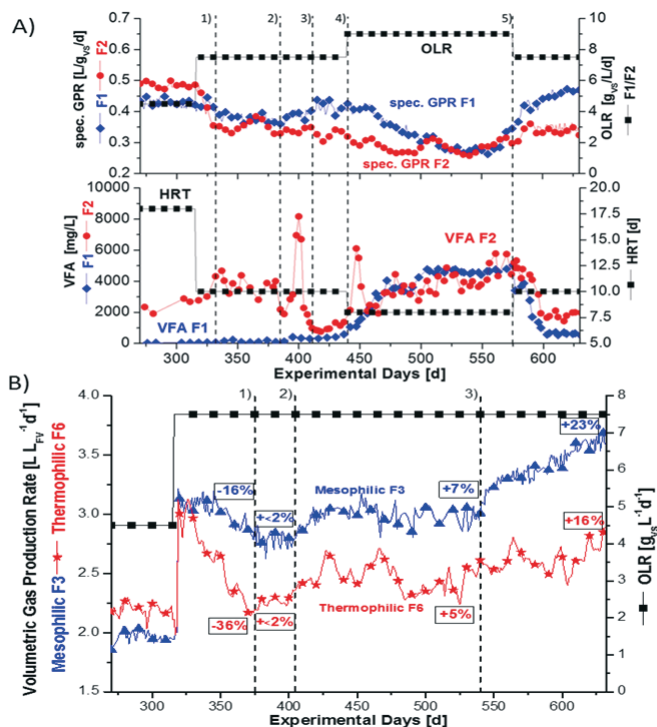 A)
1) 2) 3) 4) 5)
spec. GPR [L/gVS/d]
F1 F2
0.7
0.6
0.5
0.4
0.3
0.2
OLR
spec. GPR F1
spec. GPR F2
10
9
8
7
6
5
4
3
2
1
0
OLR [gVS/L/d]
F1/F2
VFA [mg/L]
F1 F2
10000
8000
6000
4000
2000
0
HRT
VFA F2
VFA F1
20.0
17.5
15.0
12.5
10.0
7.5
5.0
HRT [d]
300 350 400 450 500 550 600
Experimental Days [d]
B)
1) 2) 3)
Volumetric Gas Production Rate [L LFV-1d-1]
Mesophilic F3 Thermophilic F6
4.0
3.5
3.0
2.5
2.0
1.5
+23%
-16%
+<2%
Mesophilic F3
+7%
+16%
-36%
+<2%
Thermophilic F6
+5%
8
7
6
5
4
3
2
1
0
OLR [gVSL-1d-1]
300 350 400 450 500 550 600
Experimental Days [d]